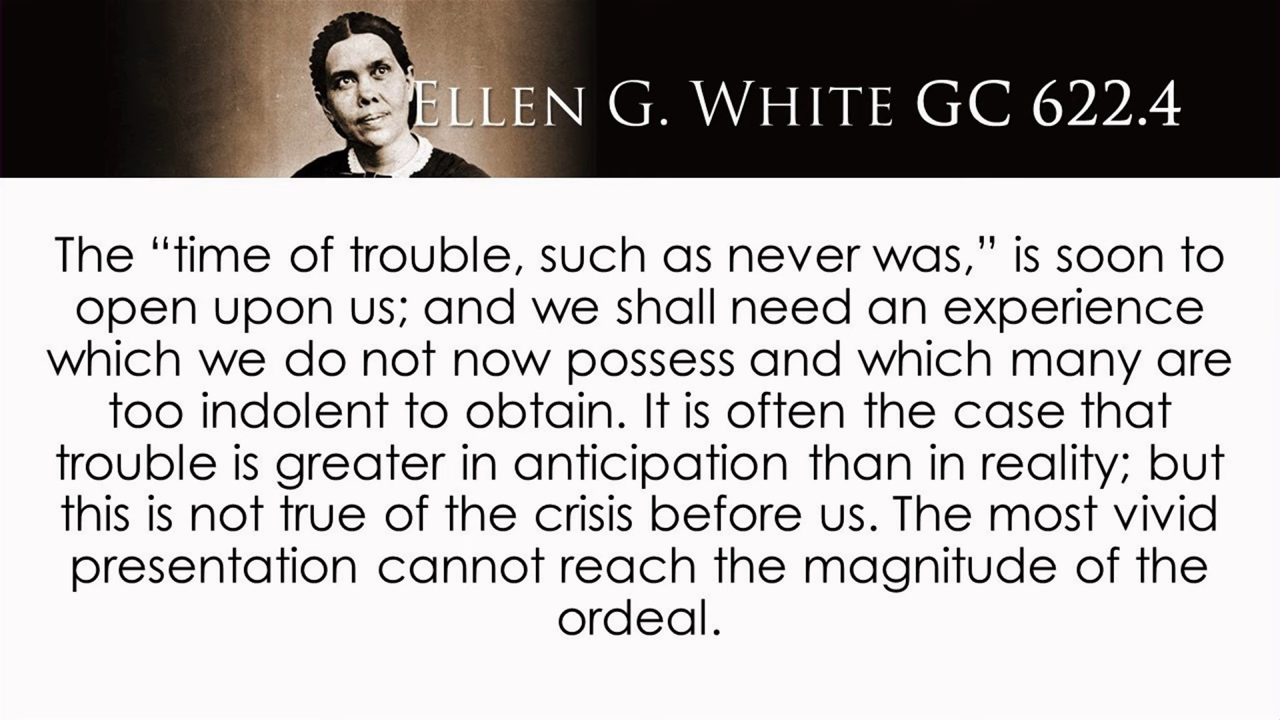 ELLEN G. WHITE GC 622.4
The “time of trouble, such as never was,” is soon to
open upon us; and we shall need an experience
which we do not now possess and which many are
too indolent to obtain. It is often the case that
trouble is greater in anticipation than in reality; but
this is not true of the crisis before us. The most vivid
presentation cannot reach the magnitude of the
ordeal.